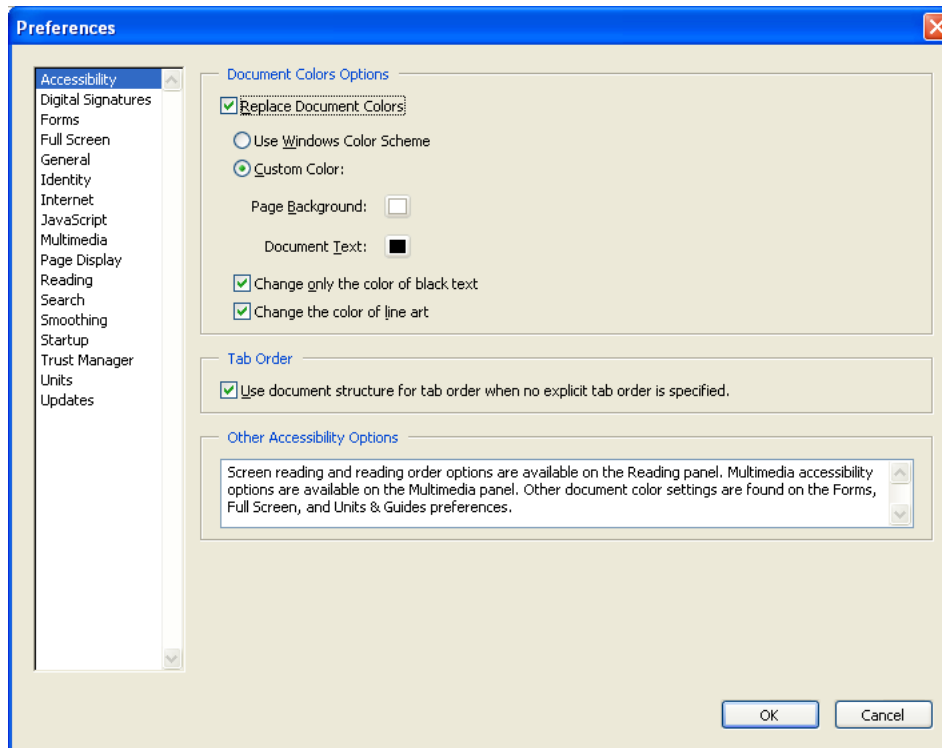 Preferences
Accessibility
Digital Signatures
Forms
Full Screen
General
Identity
Internet
JavaScript
Multimedia
Page Display
Reading
Search
Smoothing
Startup
Trust Manager
Units
Updates
Document Colors Options
Replace Document Colors
Use Windows Color Scheme
Custom Color:
Page Background:
Document Text:
Change only the color of black text
Change the color of line art
Tab Order
Use document structure for tab order when no explicit tab order is specified.
Other Accessibility Options
Screen reading and reading order options are available on the Reading panel. Multimedia accessibility
options are available on the Multimedia panel. Other document color settings are found on the Forms,
Full Screen, and Units & Guides preferences.
OK
Cancel